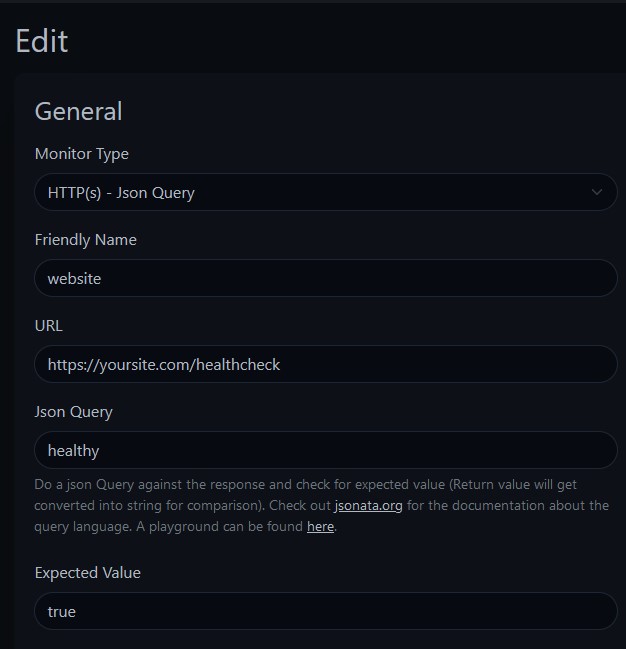 Edit
General
Monitor Type
HTTP(s) - Json Query
Friendly Name
website
URL
https://yoursite.com/healthcheck
Json Query
healthy
Do a json Query against the response and check for expected value (Return value will get
converted into string for comparison). Check out jsonata.org for the documentation about the
query language. A playground can be found here.
Expected Value
true